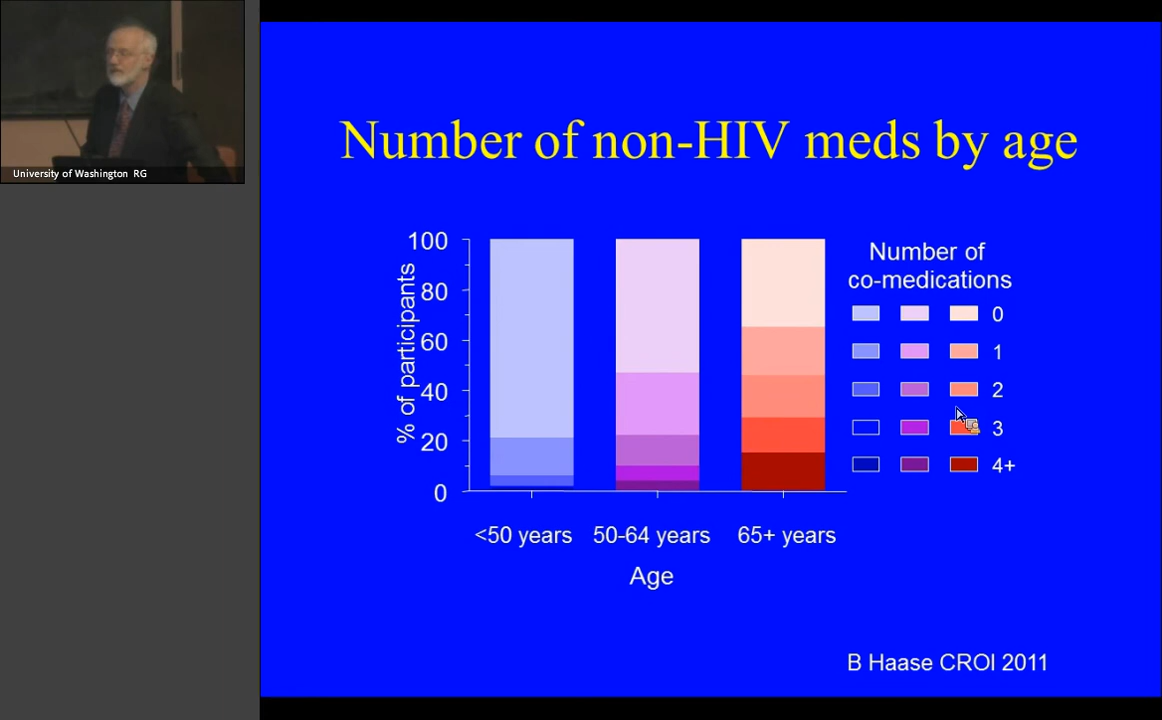 University of Washington RG
Number of non-HIV meds by age
% of participants
100
80
60
40
20
0
<50 years 50-64 years 65+ years
Age
Number of
co-medications
0
1
2
3
4+
B Haase CROI 2011